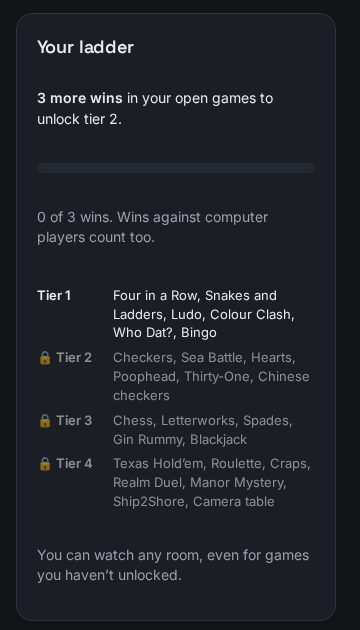 Your ladder
3 more wins in your open games to
unlock tier 2.
0 of 3 wins. Wins against computer
players count too.
Tier 1 Four in a Row, Snakes and
Ladders, Ludo, Colour Clash,
Who Dat?, Bingo
🔒 Tier 2 Checkers, Sea Battle, Hearts,
Poophead, Thirty-One, Chinese
checkers
🔒 Tier 3 Chess, Letterworks, Spades,
Gin Rummy, Blackjack
🔒 Tier 4 Texas Hold’em, Roulette, Craps,
Realm Duel, Manor Mystery,
Ship2Shore, Camera table
You can watch any room, even for games
you haven’t unlocked.